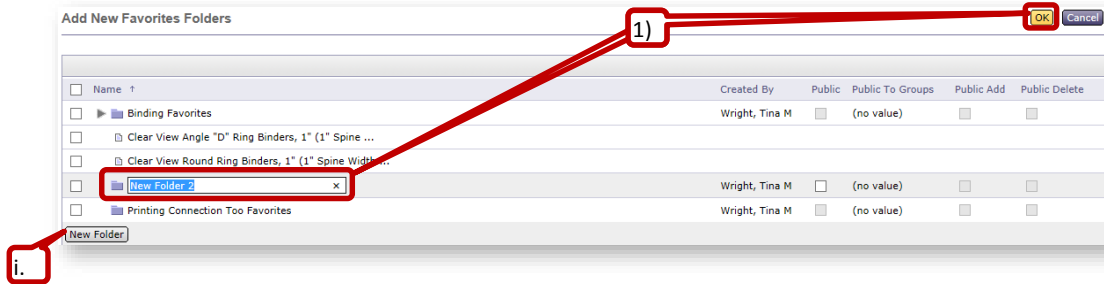 Add New Favorites Folders
1)
OK Cancel
Name ↑ Created By Public Public To Groups Public Add Public Delete
Binding Favorites Wright, Tina M (no value)
Clear View Angle "D" Ring Binders, 1" (1" Spine ...
Clear View Round Ring Binders, 1" (1" Spine Width...
New Folder 2 × Wright, Tina M (no value)
Printing Connection Too Favorites Wright, Tina M (no value)
New Folder
i.